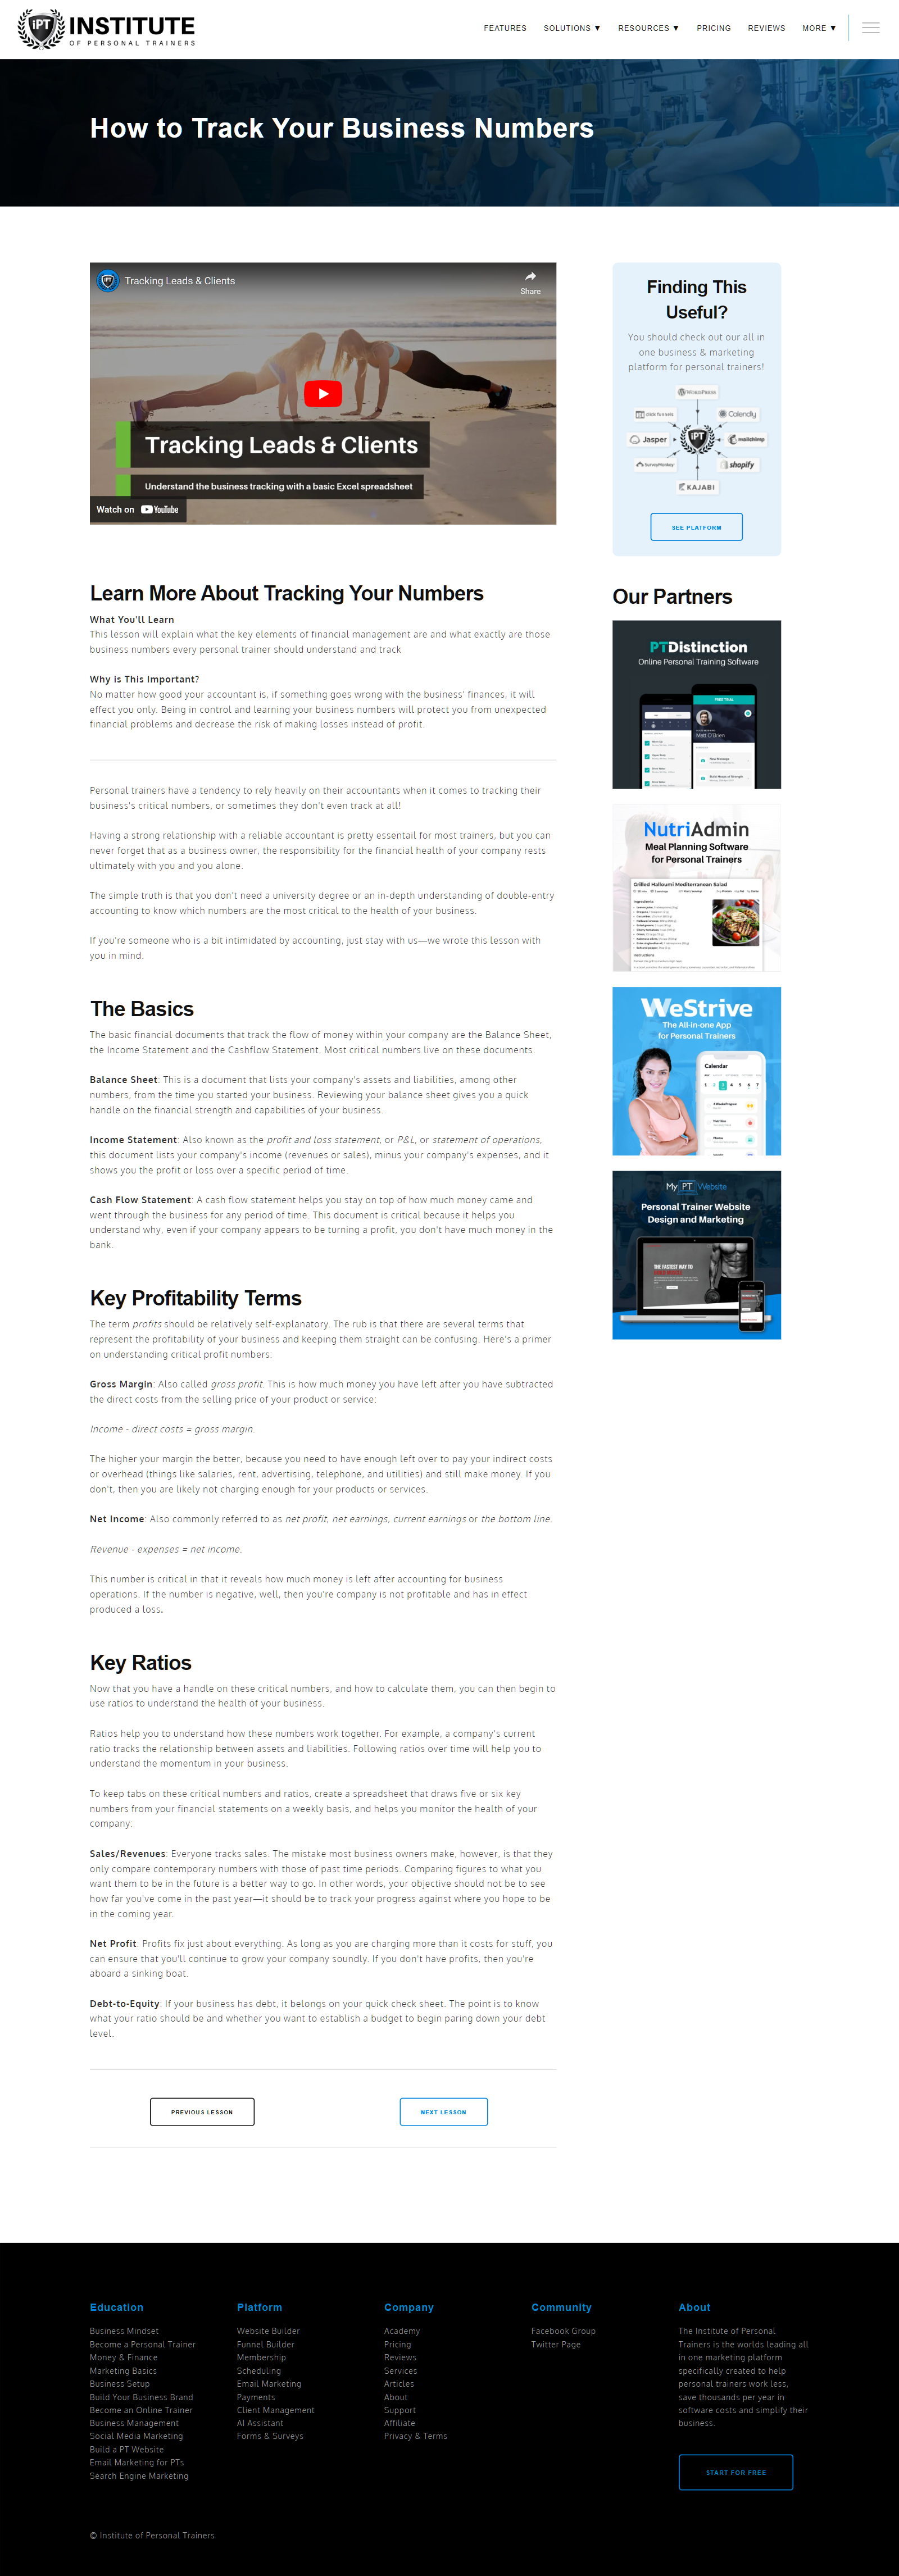 iPT INSTITUTE
OF PERSONAL TRAINERS
FEATURES SOLUTIONS ▼ RESOURCES ▼ PRICING REVIEWS MORE ▼
How to Track Your Business Numbers
Tracking Leads & Clients
Share
Tracking Leads & Clients
Understand the business tracking with a basic Excel spreadsheet
Watch on YouTube
Finding This
Useful?
You should check out our all in
one business & marketing
platform for personal trainers!
WORDPRESS
click funnels
Calendly
Jasper
iPT
mailchimp
SurveyMonkey
shopify
KAJABI
SEE PLATFORM
Learn More About Tracking Your Numbers
What You'll Learn
This lesson will explain what the key elements of financial management are and what exactly are those
business numbers every personal trainer should understand and track
Why is This Important?
No matter how good your accountant is, if something goes wrong with the business' finances, it will
effect you only. Being in control and learning your business numbers will protect you from unexpected
financial problems and decrease the risk of making losses instead of profit.
Personal trainers have a tendency to rely heavily on their accountants when it comes to tracking their
business's critical numbers, or sometimes they don't even track at all!
Having a strong relationship with a reliable accountant is pretty essentail for most trainers, but you can
never forget that as a business owner, the responsibility for the financial health of your company rests
ultimately with you and you alone.
The simple truth is that you don't need a university degree or an in-depth understanding of double-entry
accounting to know which numbers are the most critical to the health of your business.
If you're someone who is a bit intimidated by accounting, just stay with us—we wrote this lesson with
you in mind.
The Basics
The basic financial documents that track the flow of money within your company are the Balance Sheet,
the Income Statement and the Cashflow Statement. Most critical numbers live on these documents.
Balance Sheet: This is a document that lists your company's assets and liabilities, among other
numbers, from the time you started your business. Reviewing your balance sheet gives you a quick
handle on the financial strength and capabilities of your business.
Income Statement: Also known as the profit and loss statement, or P&L, or statement of operations,
this document lists your company's income (revenues or sales), minus your company's expenses, and it
shows you the profit or loss over a specific period of time.
Cash Flow Statement: A cash flow statement helps you stay on top of how much money came and
went through the business for any period of time. This document is critical because it helps you
understand why, even if your company appears to be turning a profit, you don't have much money in the
bank.
Key Profitability Terms
The term profits should be relatively self-explanatory. The rub is that there are several terms that
represent the profitability of your business and keeping them straight can be confusing. Here's a primer
on understanding critical profit numbers:
Gross Margin: Also called gross profit. This is how much money you have left after you have subtracted
the direct costs from the selling price of your product or service:
Income - direct costs = gross margin.
The higher your margin the better, because you need to have enough left over to pay your indirect costs
or overhead (things like salaries, rent, advertising, telephone, and utilities) and still make money. If you
don't, then you are likely not charging enough for your products or services.
Net Income: Also commonly referred to as net profit, net earnings, current earnings or the bottom line.
Revenue - expenses = net income.
This number is critical in that it reveals how much money is left after accounting for business
operations. If the number is negative, well, then you're company is not profitable and has in effect
produced a loss.
Key Ratios
Now that you have a handle on these critical numbers, and how to calculate them, you can then begin to
use ratios to understand the health of your business.
Ratios help you to understand how these numbers work together. For example, a company's current
ratio tracks the relationship between assets and liabilities. Following ratios over time will help you to
understand the momentum in your business.
To keep tabs on these critical numbers and ratios, create a spreadsheet that draws five or six key
numbers from your financial statements on a weekly basis, and helps you monitor the health of your
company:
Sales/Revenues: Everyone tracks sales. The mistake most business owners make, however, is that they
only compare contemporary numbers with those of past time periods. Comparing figures to what you
want them to be in the future is a better way to go. In other words, your objective should not be to see
how far you've come in the past year—it should be to track your progress against where you hope to be
in the coming year.
Net Profit: Profits fix just about everything. As long as you are charging more than it costs for stuff, you
can ensure that you'll continue to grow your company soundly. If you don't have profits, then you're
aboard a sinking boat.
Debt-to-Equity: If your business has debt, it belongs on your quick check sheet. The point is to know
what your ratio should be and whether you want to establish a budget to begin paring down your debt
level.
PREVIOUS LESSON
NEXT LESSON
Our Partners
PTDistinction
Online Personal Training Software
FREE TRIAL
Matt O'Brien
NutriAdmin
Meal Planning Software
for Personal Trainers
Grilled Halloumi Mediterranean Salad
Ingredients
Instructions
WeStrive
The All-in-one App
for Personal Trainers
Calendar
1 2 3 4 5 6 7
My PT Website
Personal Trainer Website
Design and Marketing
THE FASTEST WAY TO
Education
Business Mindset
Become a Personal Trainer
Money & Finance
Marketing Basics
Business Setup
Build Your Business Brand
Become an Online Trainer
Business Management
Social Media Marketing
Build a PT Website
Email Marketing for PTs
Search Engine Marketing
Platform
Website Builder
Funnel Builder
Membership
Scheduling
Email Marketing
Payments
Client Management
AI Assistant
Forms & Surveys
Company
Academy
Pricing
Reviews
Services
Articles
About
Support
Affiliate
Privacy & Terms
Community
Facebook Group
Twitter Page
About
The Institute of Personal
Trainers is the worlds leading all
in one marketing platform
specifically created to help
personal trainers work less,
save thousands per year in
software costs and simplify their
business.
START FOR FREE
© Institute of Personal Trainers